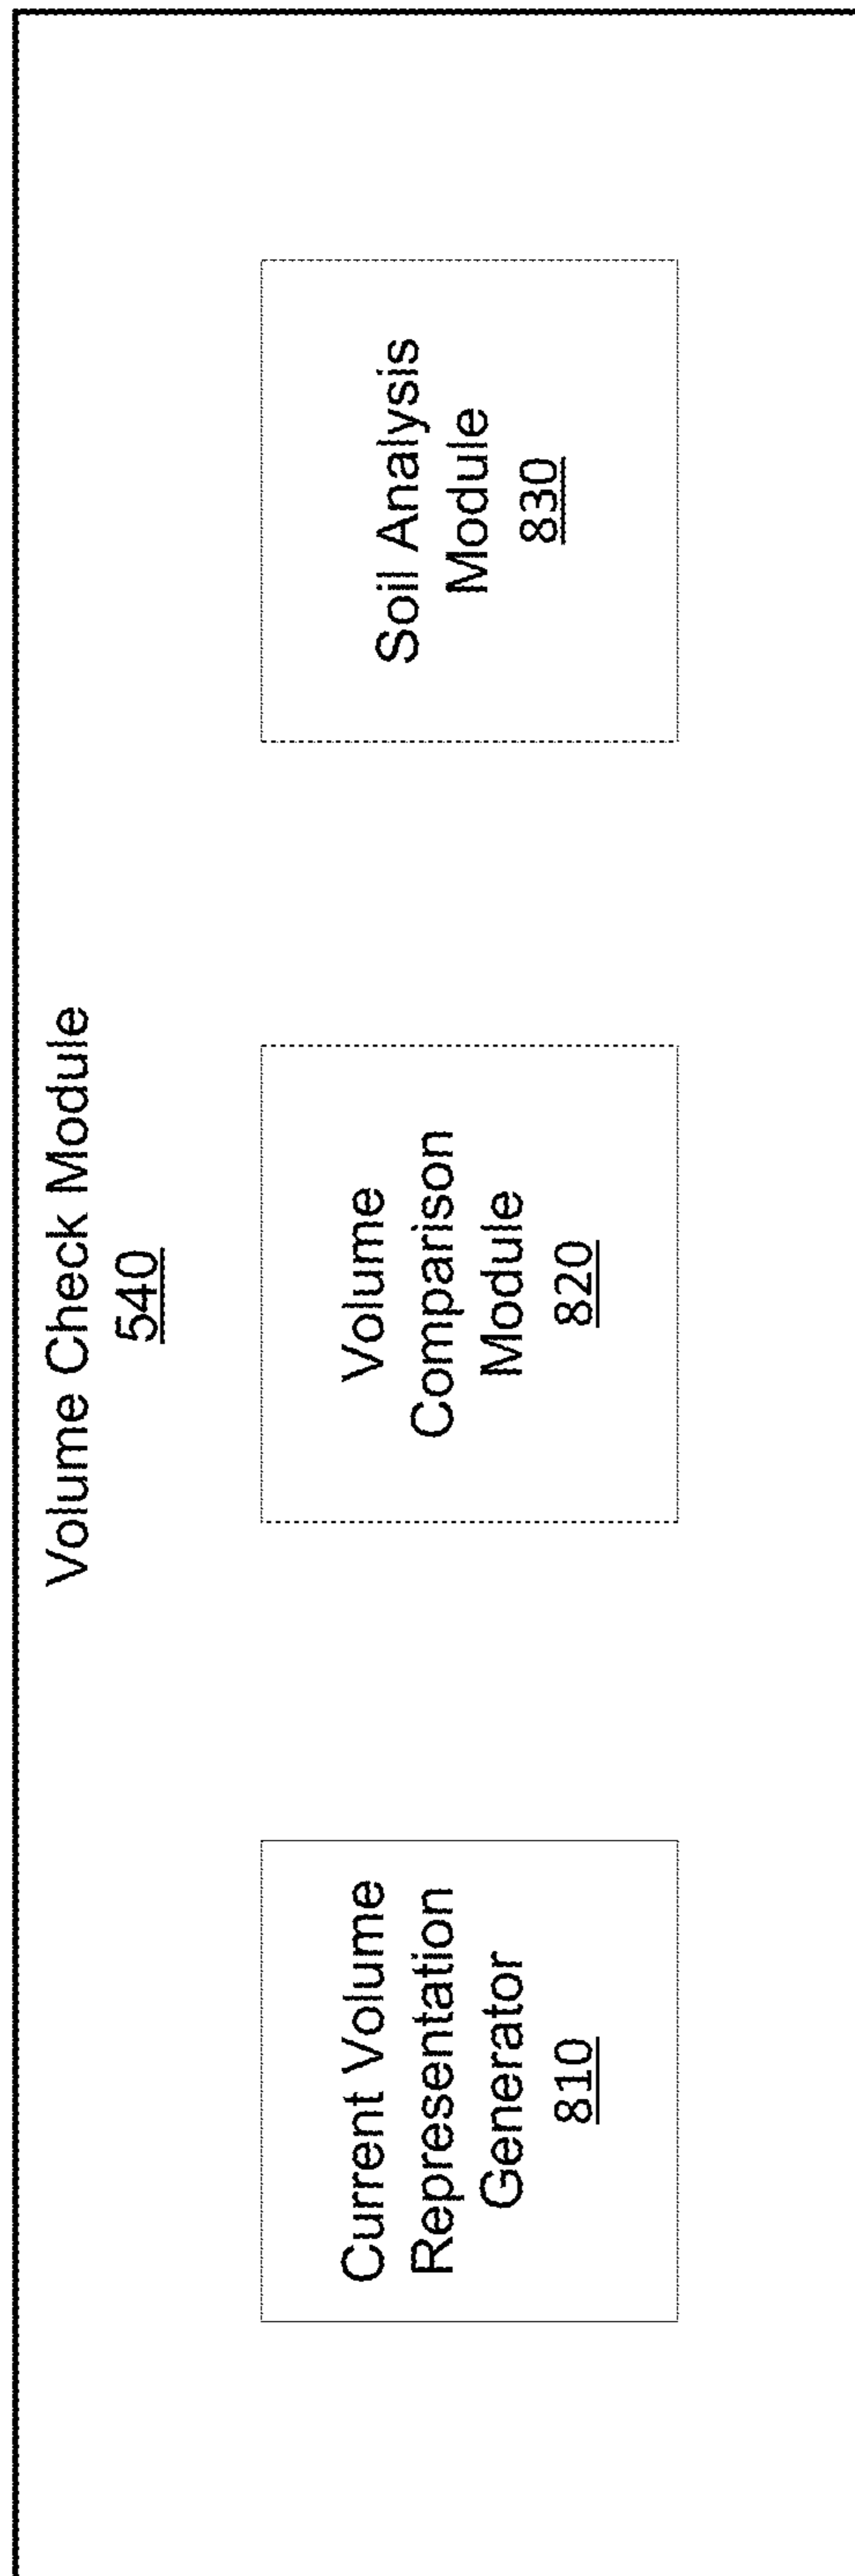 Volume Check Module
540
Current Volume
Representation
Generator
810
Volume
Comparison
Module
820
Soil Analysis
Module
830